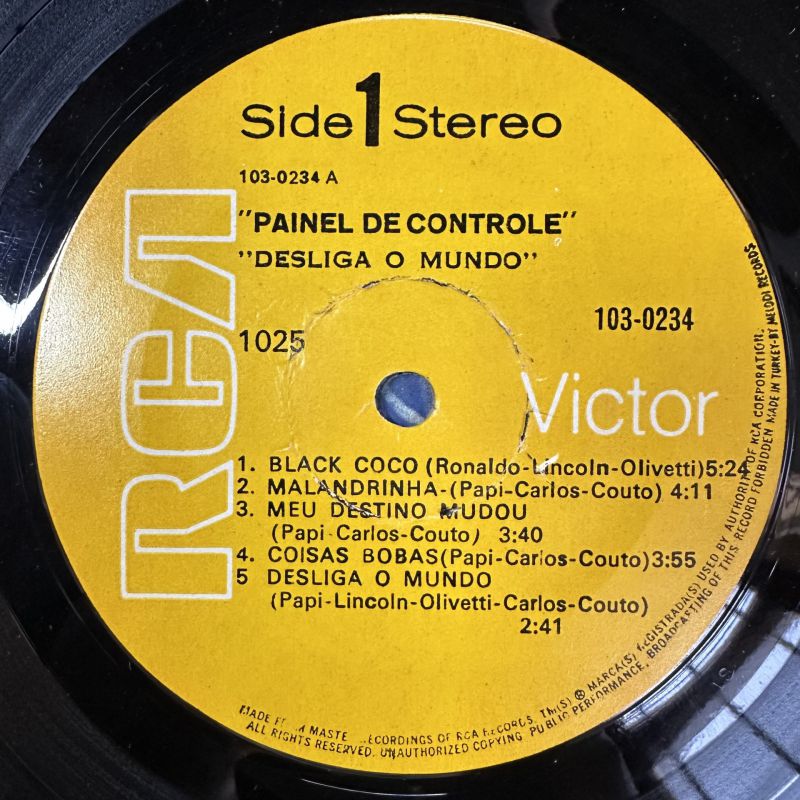 Side 1 Stereo
103-0234 A
"PAINEL DE CONTROLE"
"DESLIGA O MUNDO"
103-0234
1025
RCA
Victor
1. BLACK COCO (Ronaldo-Lincoln-Olivetti)5:24
2. MALANDRINHA-(Papi-Carlos-Couto) 4:11
3. MEU DESTINO MUDOU
(Papi-Carlos-Couto) 3:40
4. COISAS BOBAS(Papi-Carlos-Couto)3:55
5 DESLIGA O MUNDO
(Papi-Lincoln-Olivetti-Carlos-Couto)
2:41
MADE RECORDINGS OF RCA RECORDS. TM(S) ® MARCA(S) REGISTRADA(S) USED BY AUTHORITY OF RCA CORPORATION.
ALL RIGHTS RESERVED. UNAUTHORIZED COPYING, PUBLIC PERFORMANCE, BROADCASTING OF THIS RECORD FORBIDDEN MADE IN TURKEY-BY MELODI RECORDS